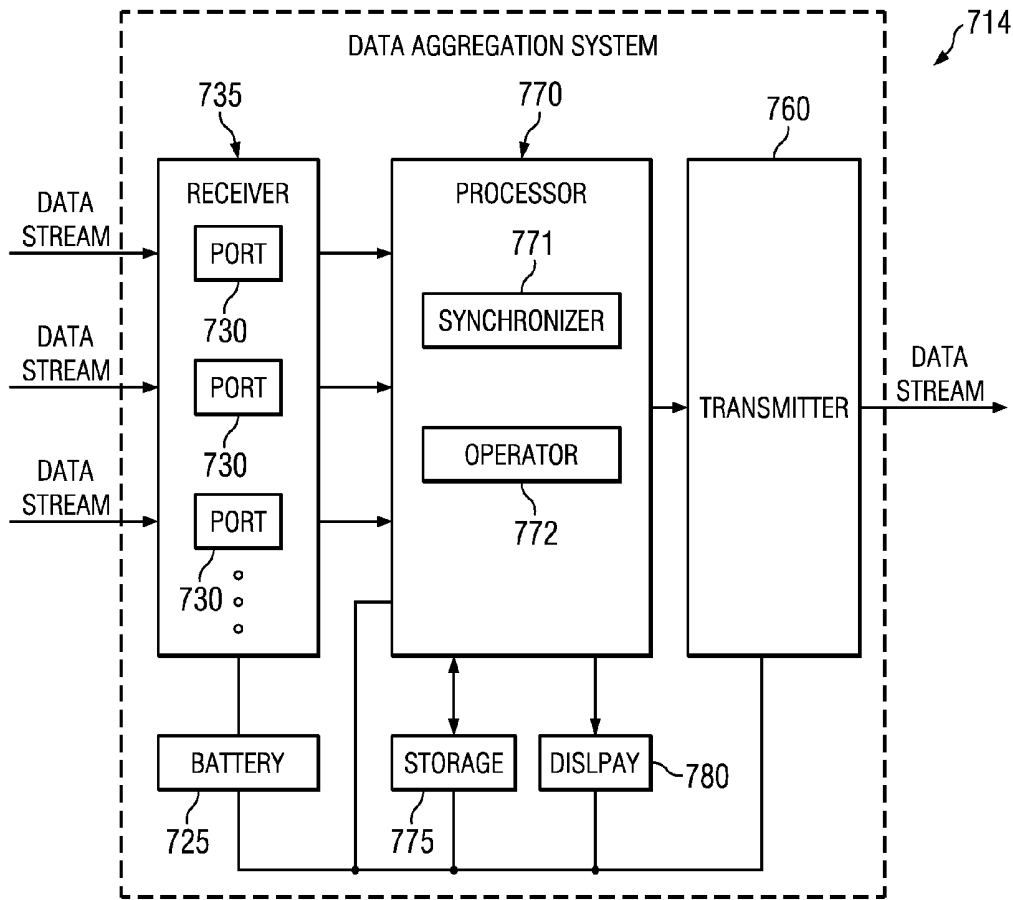 DATA AGGREGATION SYSTEM
714
735
770
760
RECEIVER
PROCESSOR
DATA
STREAM
PORT
730
771
SYNCHRONIZER
DATA
STREAM
PORT
730
TRANSMITTER
DATA
STREAM
OPERATOR
772
DATA
STREAM
PORT
730
BATTERY
725
STORAGE
775
DISLPAY
780